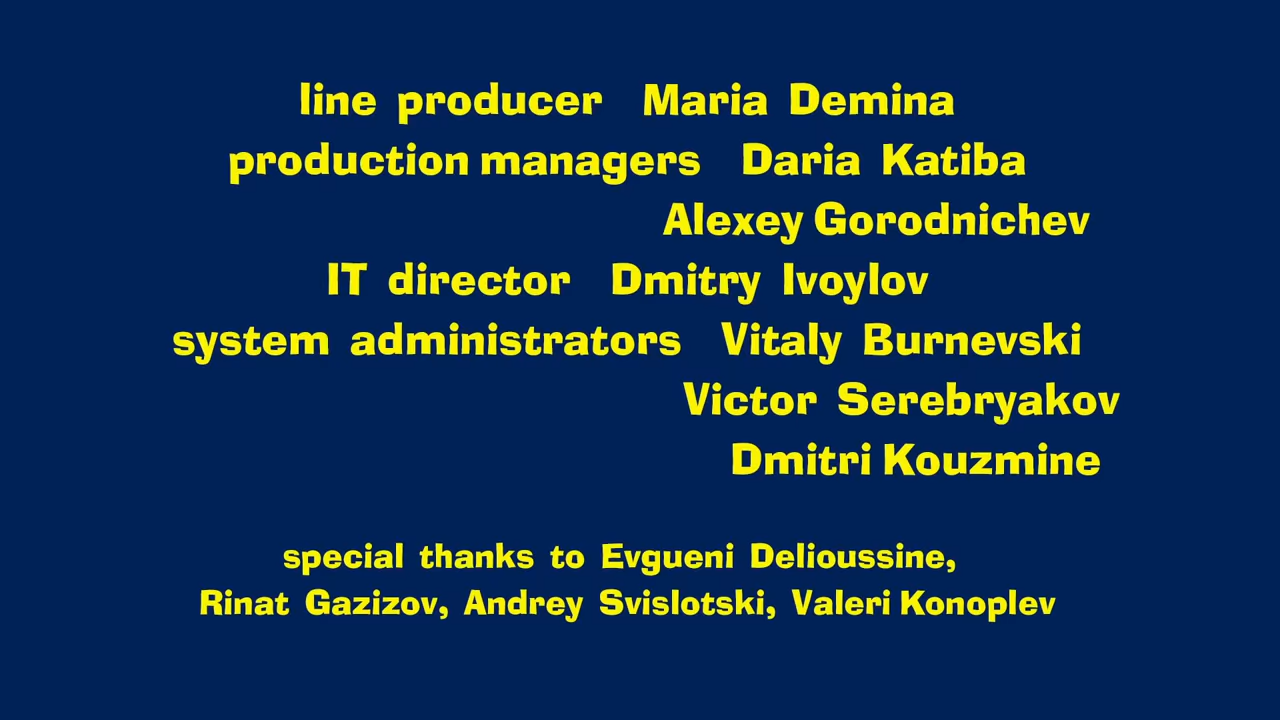 line producer Maria Demina
production managers Daria Katiba
Alexey Gorodnichev
IT director Dmitry Ivoylov
system administrators Vitaly Burnevski
Victor Serebryakov
Dmitri Kouzmine
special thanks to Evgueni Delioussine,
Rinat Gazizov, Andrey Svislotski, Valeri Konoplev